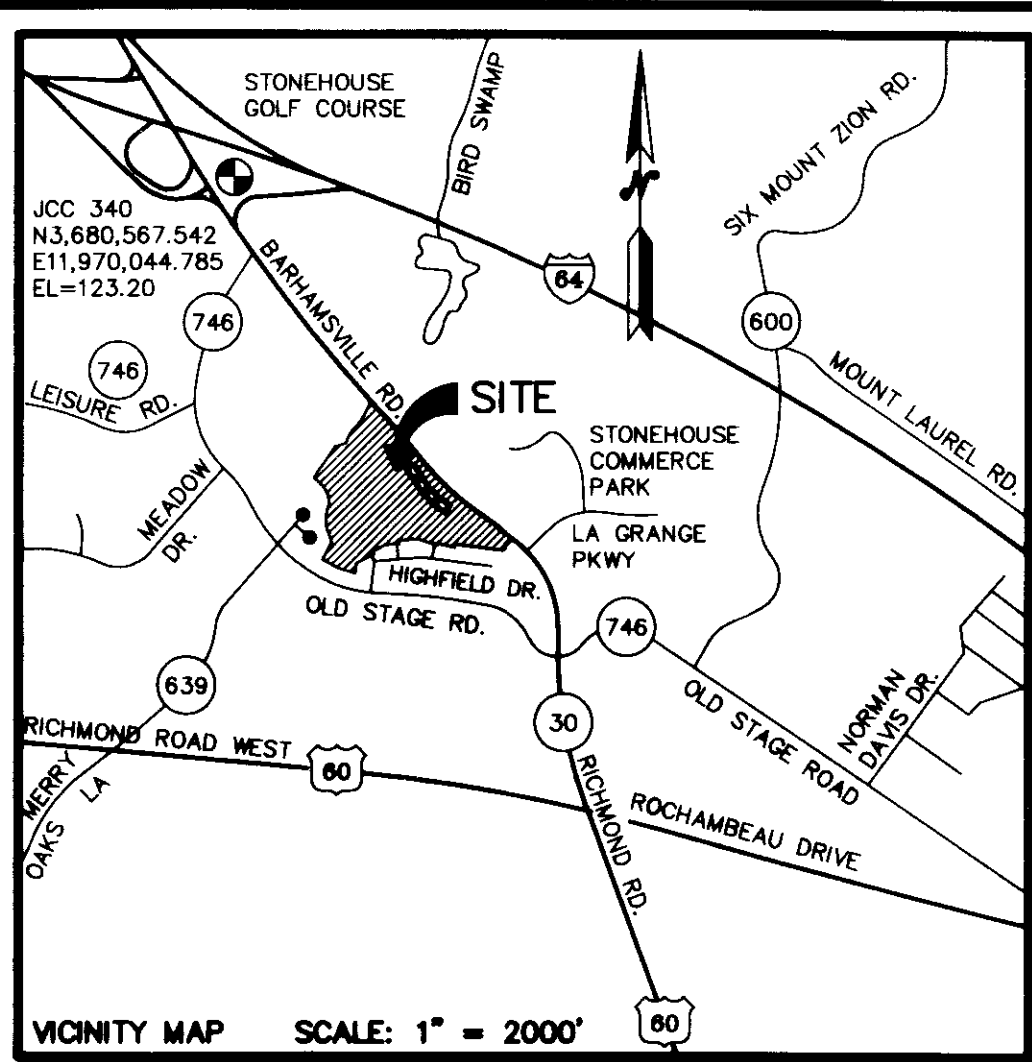 STONEHOUSE
GOLF COURSE
BIRD SWAMP
SIX MOUNT ZION RD.
N
JCC 340
N3,680,567.542
E11,970,044.785
EL=123.20
BARHAMSVILLE RD.
64
746
600
746
LEISURE RD.
MOUNT LAUREL RD.
SITE
STONEHOUSE
COMMERCE
PARK
MEADOW
DR.
LA GRANGE
PKWY
HIGHFIELD DR.
OLD STAGE RD.
746
639
OLD STAGE ROAD
NORMAN
DAVIS DR.
30
RICHMOND ROAD WEST
60
MERRY
OAKS LA
RICHMOND RD.
ROCHAMBEAU DRIVE
60
VICINITY MAP SCALE: 1" = 2000'